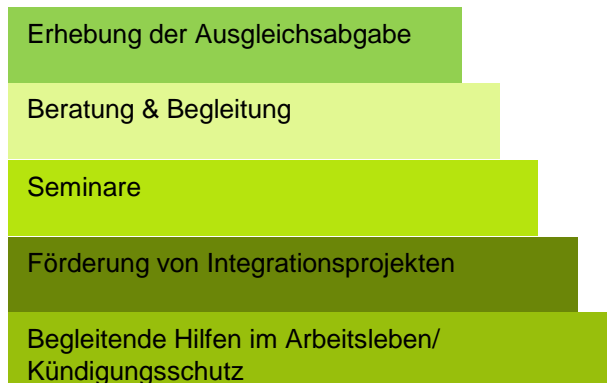 Erhebung der Ausgleichsabgabe
Beratung & Begleitung
Seminare
Förderung von Integrationsprojekten
Begleitende Hilfen im Arbeitsleben/
Kündigungsschutz